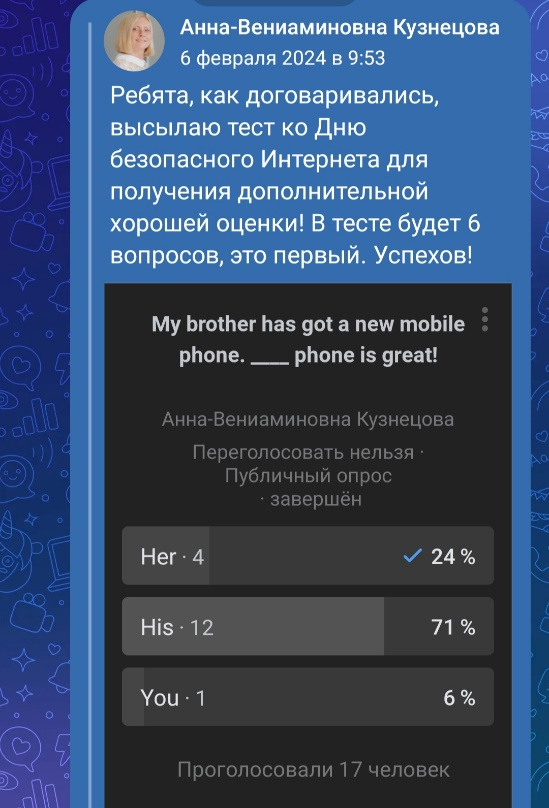 Анна-Вениаминовна Кузнецова
6 февраля 2024 в 9:53
Ребята, как договаривались,
высылаю тест ко Дню
безопасного Интернета для
получения дополнительной
хорошей оценки! В тесте будет 6
вопросов, это первый. Успехов!
My brother has got a new mobile
phone. ____ phone is great!
Анна-Вениаминовна Кузнецова
Переголосовать нельзя ·
Публичный опрос
· завершён
Her · 4 24 %
His · 12 71 %
You · 1 6 %
Проголосовали 17 человек